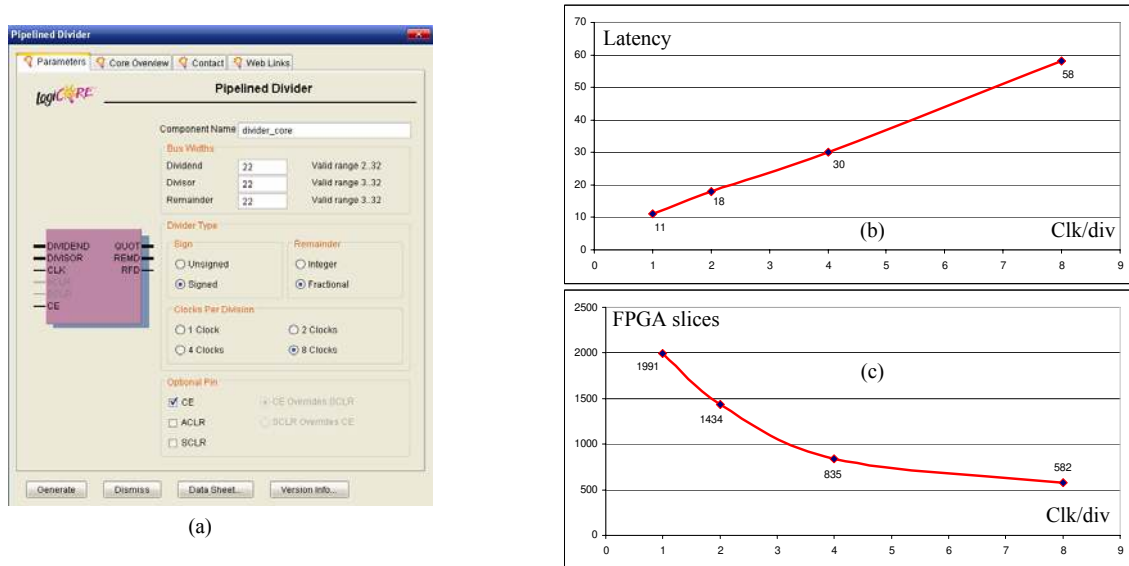 Pipelined Divider
Parameters Core Overview Contact Web Links
LogiCORE
Pipelined Divider
Component Name divider_core
Bus Widths
Dividend 22 Valid range 2..32
Divisor 22 Valid range 3..32
Remainder 22 Valid range 3..32
Divider Type
Sign
Unsigned
Signed
Remainder
Integer
Fractional
Clocks Per Division
1 Clock
2 Clocks
4 Clocks
8 Clocks
Optional Pin
CE
CE Overrides SCLR
ACLR
SCLR Overrides CE
SCLR
DIVIDEND QUOT
DIVISOR REMD
CLK RFD
ACLR
SCLR
CE
Generate Dismiss Data Sheet... Version Info...
(a)
70
60
50
40
30
20
10
0
Latency
11
18
30
58
(b)
Clk/div
0 1 2 3 4 5 6 7 8 9
2500
2000
1500
1000
500
0
FPGA slices
1991
1434
835
582
(c)
Clk/div
0 1 2 3 4 5 6 7 8 9